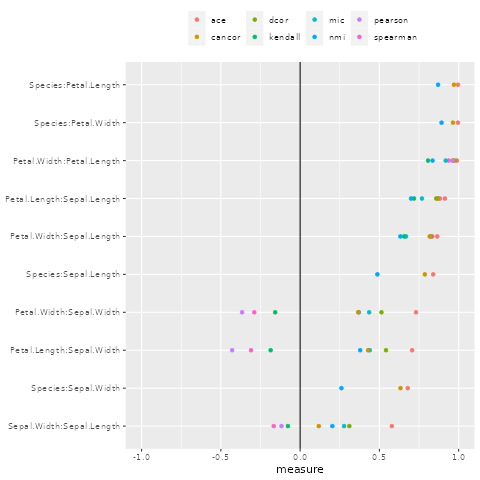 ace dcor mic pearson
cancor kendall nmi spearman
Species:Petal.Length
Species:Petal.Width
Petal.Width:Petal.Length
Petal.Length:Sepal.Length
Petal.Width:Sepal.Length
Species:Sepal.Length
Petal.Width:Sepal.Width
Petal.Length:Sepal.Width
Species:Sepal.Width
Sepal.Width:Sepal.Length
-1.0 -0.5 0.0 0.5 1.0
measure